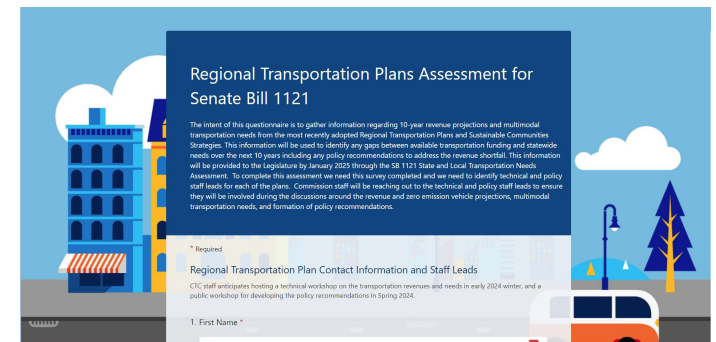 Regional Transportation Plans Assessment for
Senate Bill 1121
The intent of this questionnaire is to gather information regarding 10-year revenue projections and multimodal
transportation needs from the most recently adopted Regional Transportation Plans and Sustainable Communities
Strategies. This information will be used to identify any gaps between available transportation funding and statewide
needs over the next 10 years including any policy recommendations to address the revenue shortfall. This information
will be provided to the Legislature by January 2025 through the SB 1121 State and Local Transportation Needs
Assessment. To complete this assessment we need this survey completed and we need to identify technical and policy
staff leads for each of the plans. Commission staff will be reaching out to the technical and policy staff leads to ensure
they will be involved during the discussions around the revenue and zero emission vehicle projections, multimodal
transportation needs, and formation of policy recommendations.
* Required
Regional Transportation Plan Contact Information and Staff Leads
CTC staff anticipates hosting a technical workshop on the transportation revenues and needs in early 2024 winter, and a
public workshop for developing the policy recommendations in Spring 2024.
1. First Name *